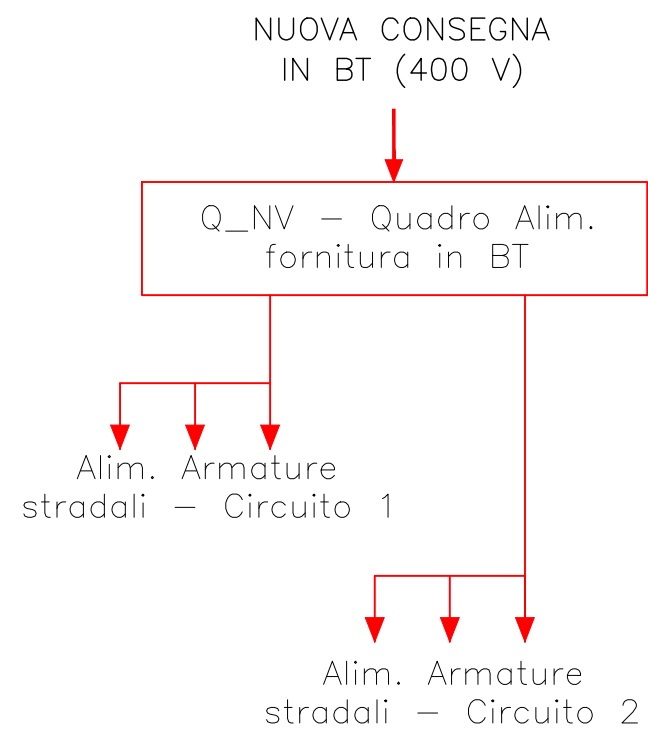 NUOVA CONSEGNA
IN BT (400 V)
Q_NV – Quadro Alim.
fornitura in BT
Alim. Armature
stradali – Circuito 1
Alim. Armature
stradali – Circuito 2